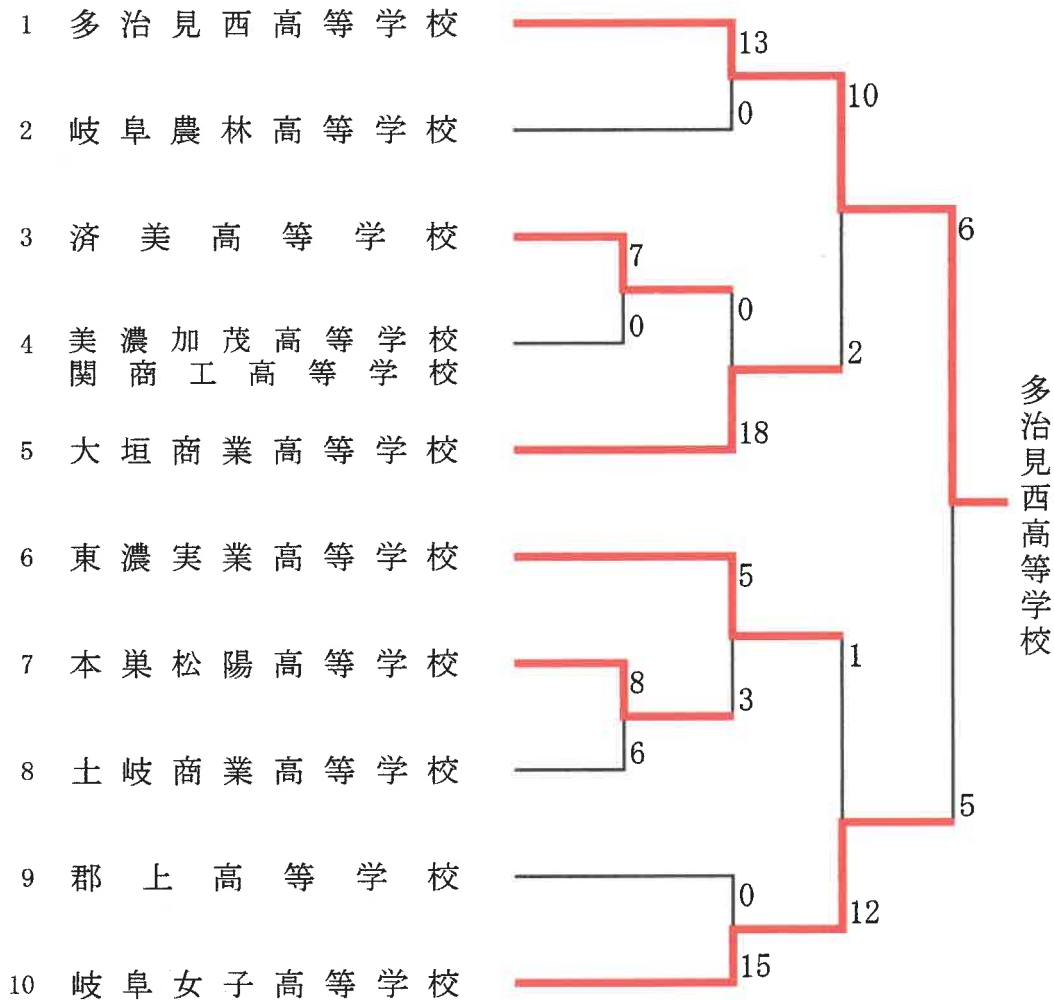 1 多治見西高等学校
13
10
0
2 岐阜農林高等学校
6
3 済美高等学校
7
0
0
4 美濃加茂高等学校
関商工高等学校
2
18
5 大垣商業高等学校
多治見西高等学校
6 東濃実業高等学校
5
1
7 本巣松陽高等学校
8
3
6
8 土岐商業高等学校
5
9 郡上高等学校
0
12
15
10 岐阜女子高等学校